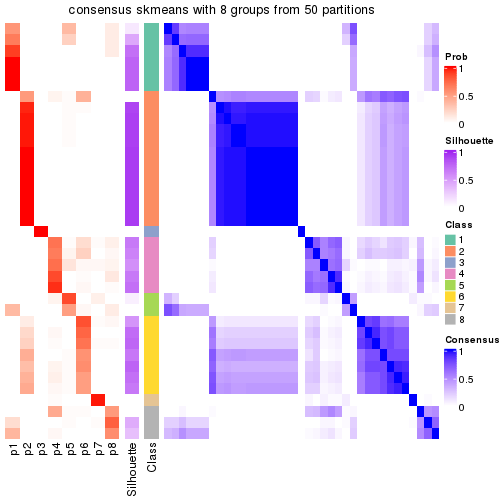 consensus skmeans with 8 groups from 50 partitions
Prob
1
0.5
0
Silhouette
1
0.5
0
Class
1
2
3
4
5
6
7
8
Consensus
1
0.5
0
p1
p2
p3
p4
p5
p6
p7
p8
Silhouette
Class